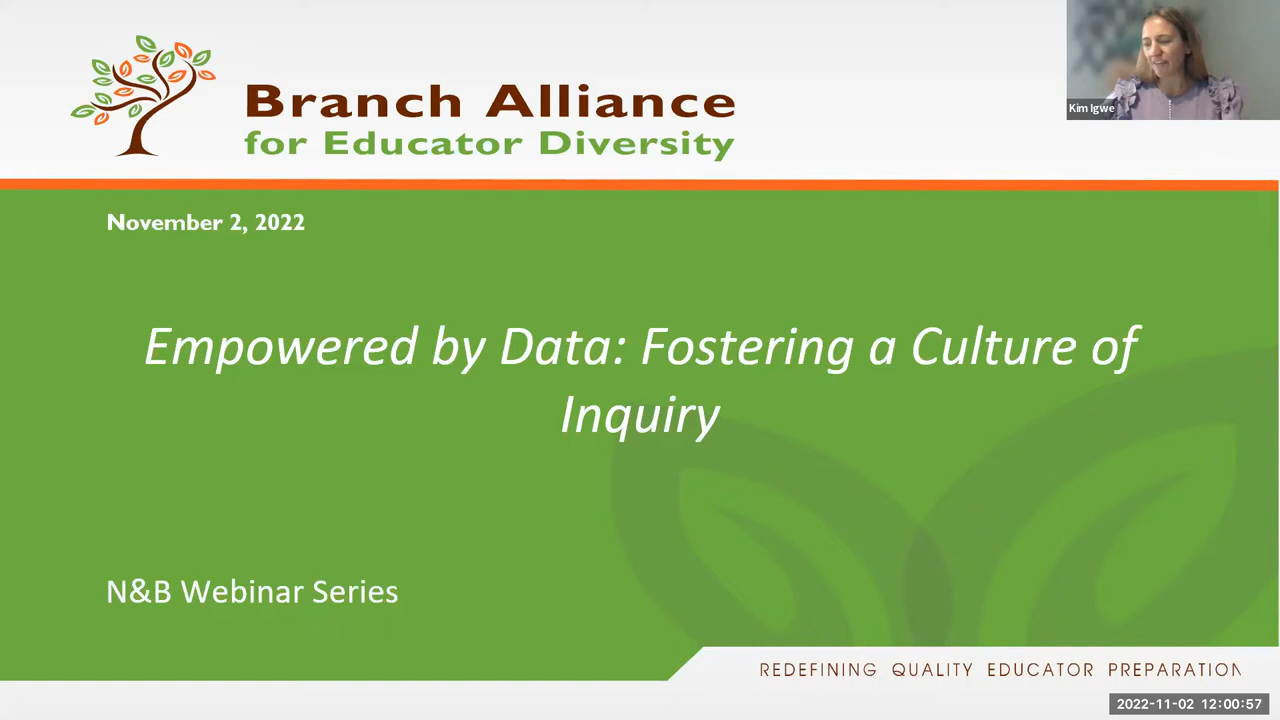 Branch Alliance
for Educator Diversity
Kim Igwe
November 2, 2022
Empowered by Data: Fostering a Culture of
Inquiry
N&B Webinar Series
REDEFINING QUALITY EDUCATOR PREPARATION
2022-11-02 12:00:57